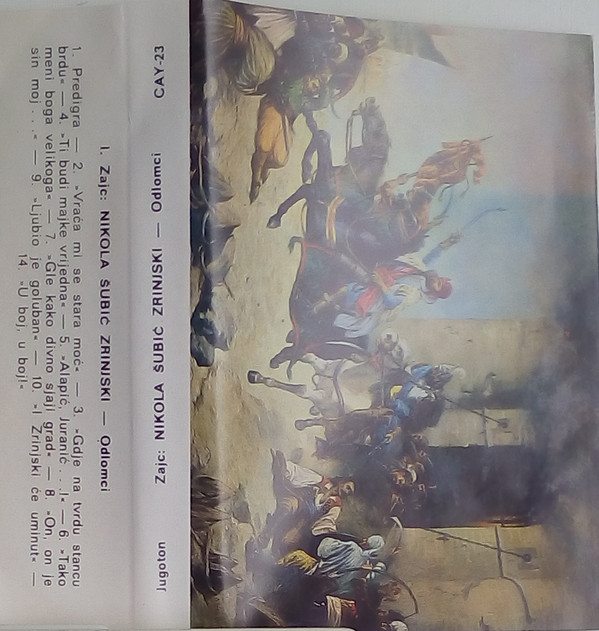 Jugoton Zajc: NIKOLA ŠUBIĆ ZRINJSKI — Odlomci CAY-23
I. Zajc: NIKOLA ŠUBIĆ ZRINJSKI — Odlomci
1. Predigra — 2. »Vraća mi se stara moć« — 3. »Gdje na tvrdu stancu
brdu« — 4. »Ti budi majke vrijedna« — 5. »Alapić, Juranić . . .!« — 6. »Tako
meni boga velikoga« — 7. »Gle kako divno sjaji grad« — 8. »On, on je
sin moj . . .« — 9. »Ljubio je goluban« — 10. »I Zrinjski će uminut« —
14. »U boj, u boj!«